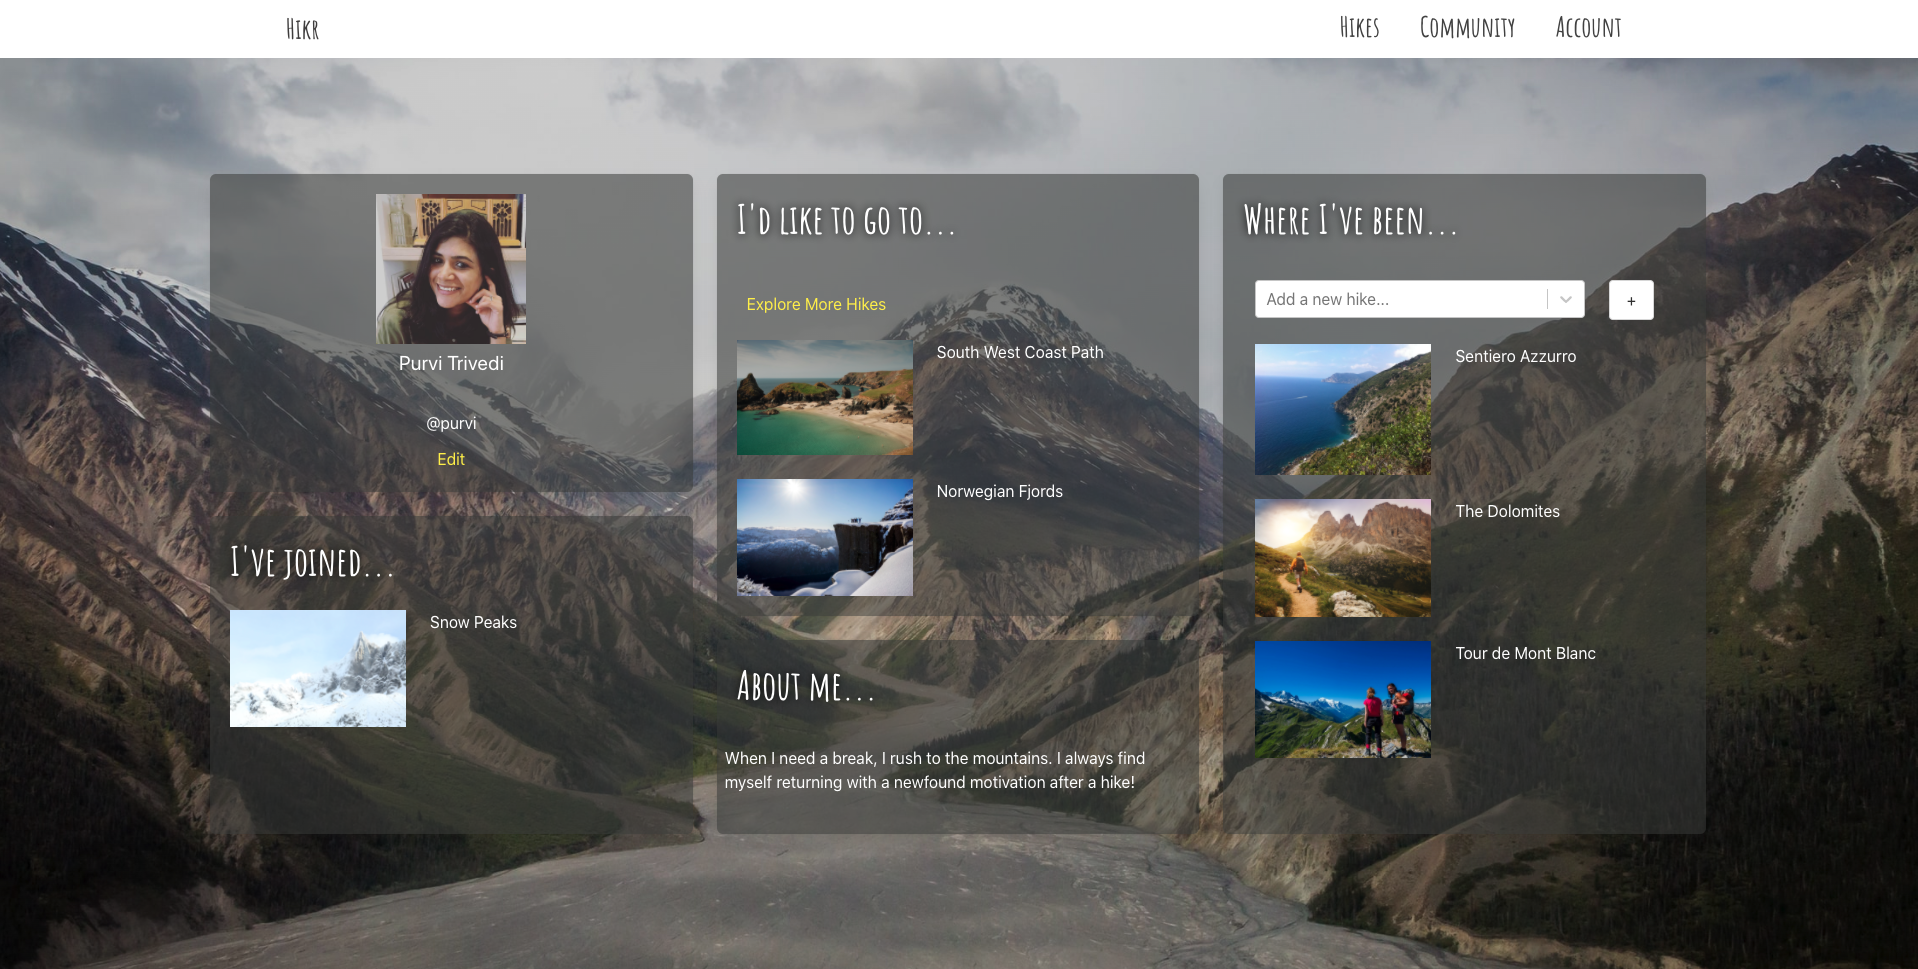 Hikr
Hikes
Community
Account
Purvi Trivedi
@purvi
Edit
I've joined...
Snow Peaks
I'd like to go to...
Explore More Hikes
South West Coast Path
Norwegian Fjords
About me...
When I need a break, I rush to the mountains. I always find
myself returning with a newfound motivation after a hike!
Where I've been...
Add a new hike...
+
Sentiero Azzurro
The Dolomites
Tour de Mont Blanc